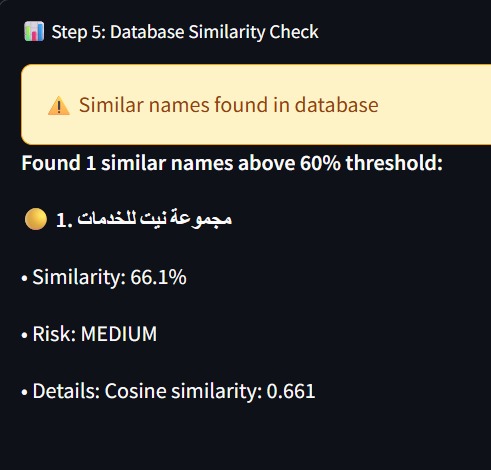 📊 Step 5: Database Similarity Check
⚠️ Similar names found in database
Found 1 similar names above 60% threshold:
🟡 1. مجموعة نيت للخدمات
• Similarity: 66.1%
• Risk: MEDIUM
• Details: Cosine similarity: 0.661